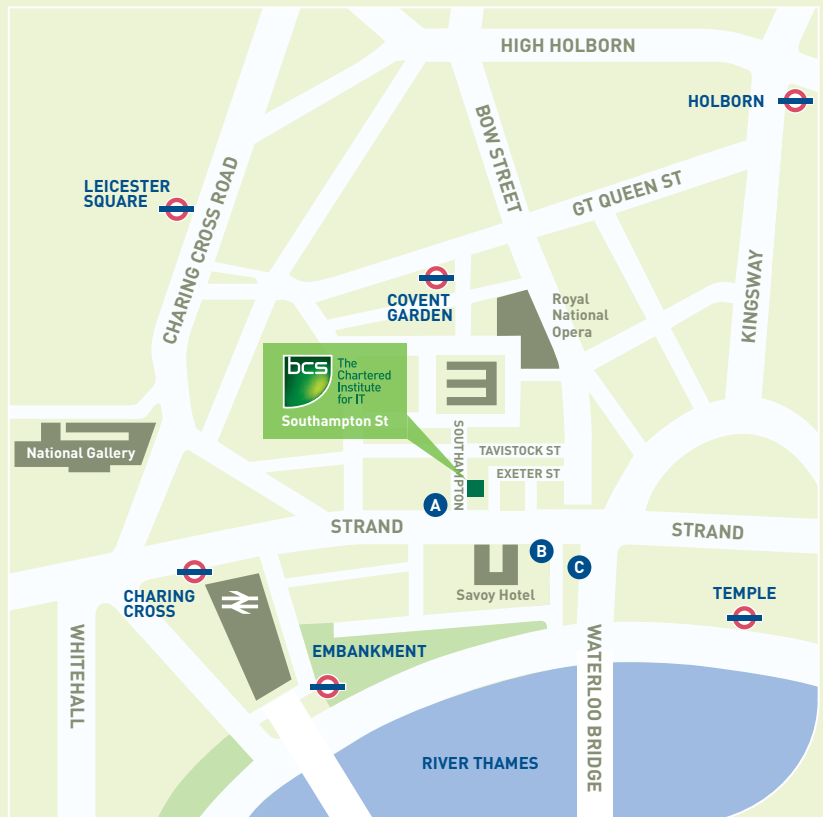 HIGH HOLBORN
HOLBORN
BOW STREET
LEICESTER
SQUARE
CHARING CROSS ROAD
GT QUEEN ST
KINGSWAY
COVENT
GARDEN
Royal
National
Opera
bcs
The
Chartered
Institute
for IT
Southampton St
SOUTHAMPTON
TAVISTOCK ST
EXETER ST
National Gallery
A
STRAND
STRAND
B
C
CHARING
CROSS
Savoy Hotel
TEMPLE
WHITEHALL
EMBANKMENT
WATERLOO BRIDGE
RIVER THAMES